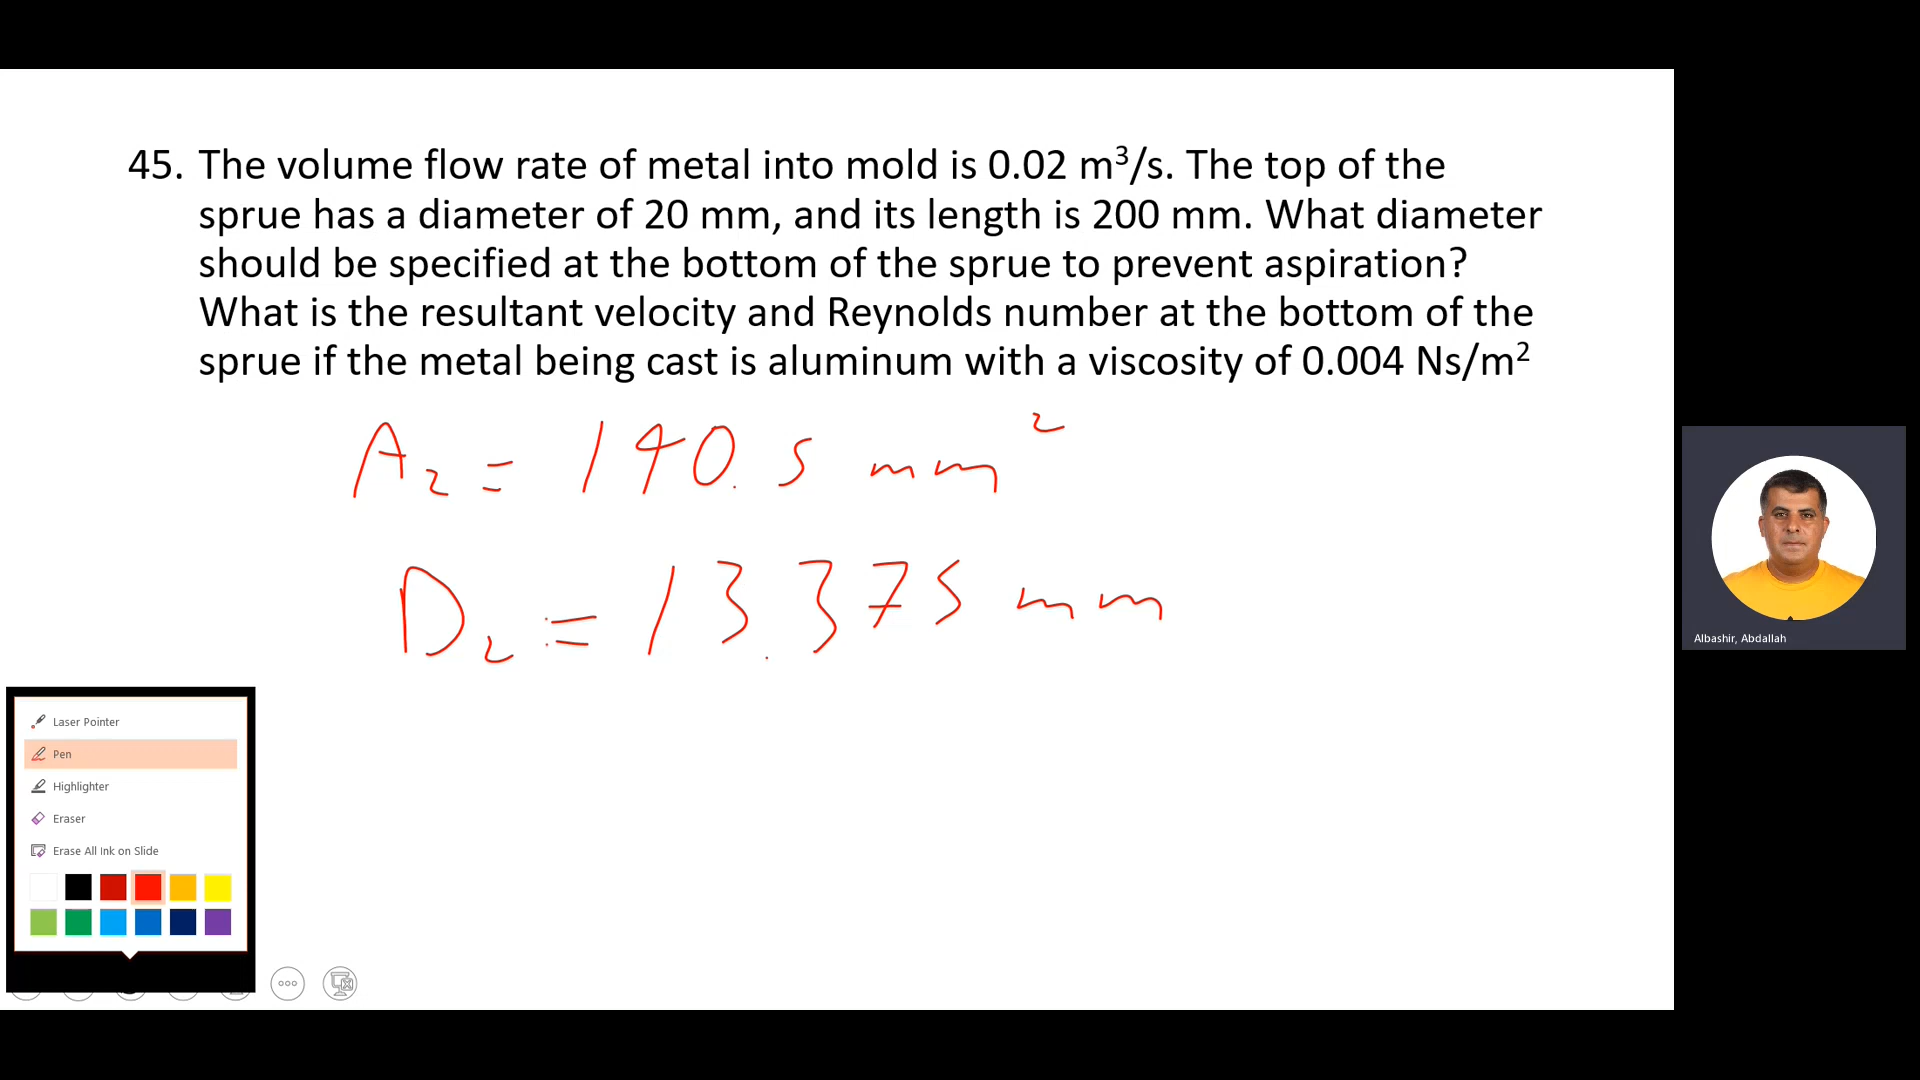 45. The volume flow rate of metal into mold is 0.02 m³/s. The top of the
sprue has a diameter of 20 mm, and its length is 200 mm. What diameter
should be specified at the bottom of the sprue to prevent aspiration?
What is the resultant velocity and Reynolds number at the bottom of the
sprue if the metal being cast is aluminum with a viscosity of 0.004 Ns/m²
A₂ = 140.5 mm²
D₂ = 13.375 mm
Albashir, Abdallah
Laser Pointer
Pen
Highlighter
Eraser
Erase All Ink on Slide